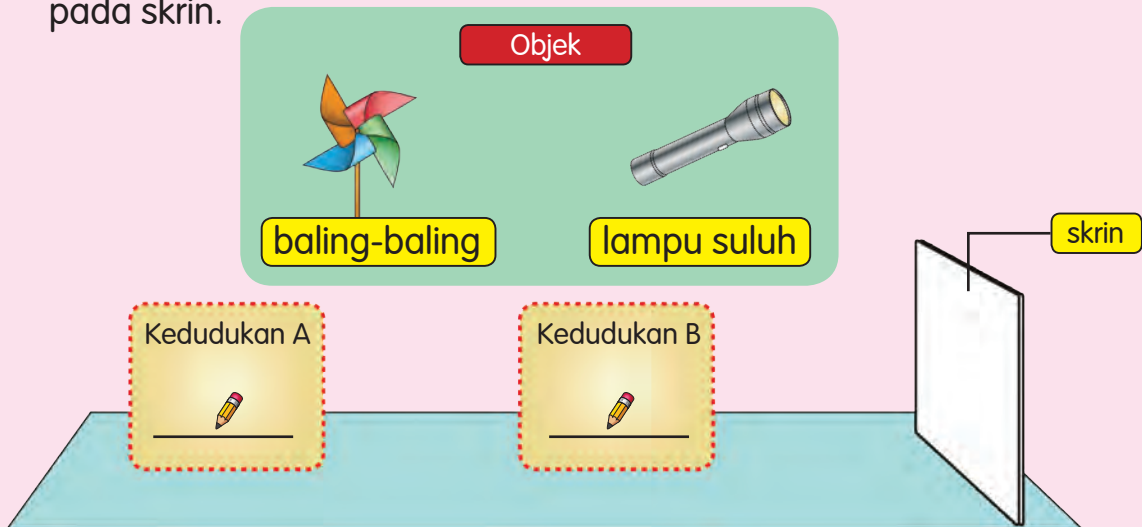 pada skrin.
Objek
baling-baling
lampu suluh
skrin
Kedudukan A
Kedudukan B